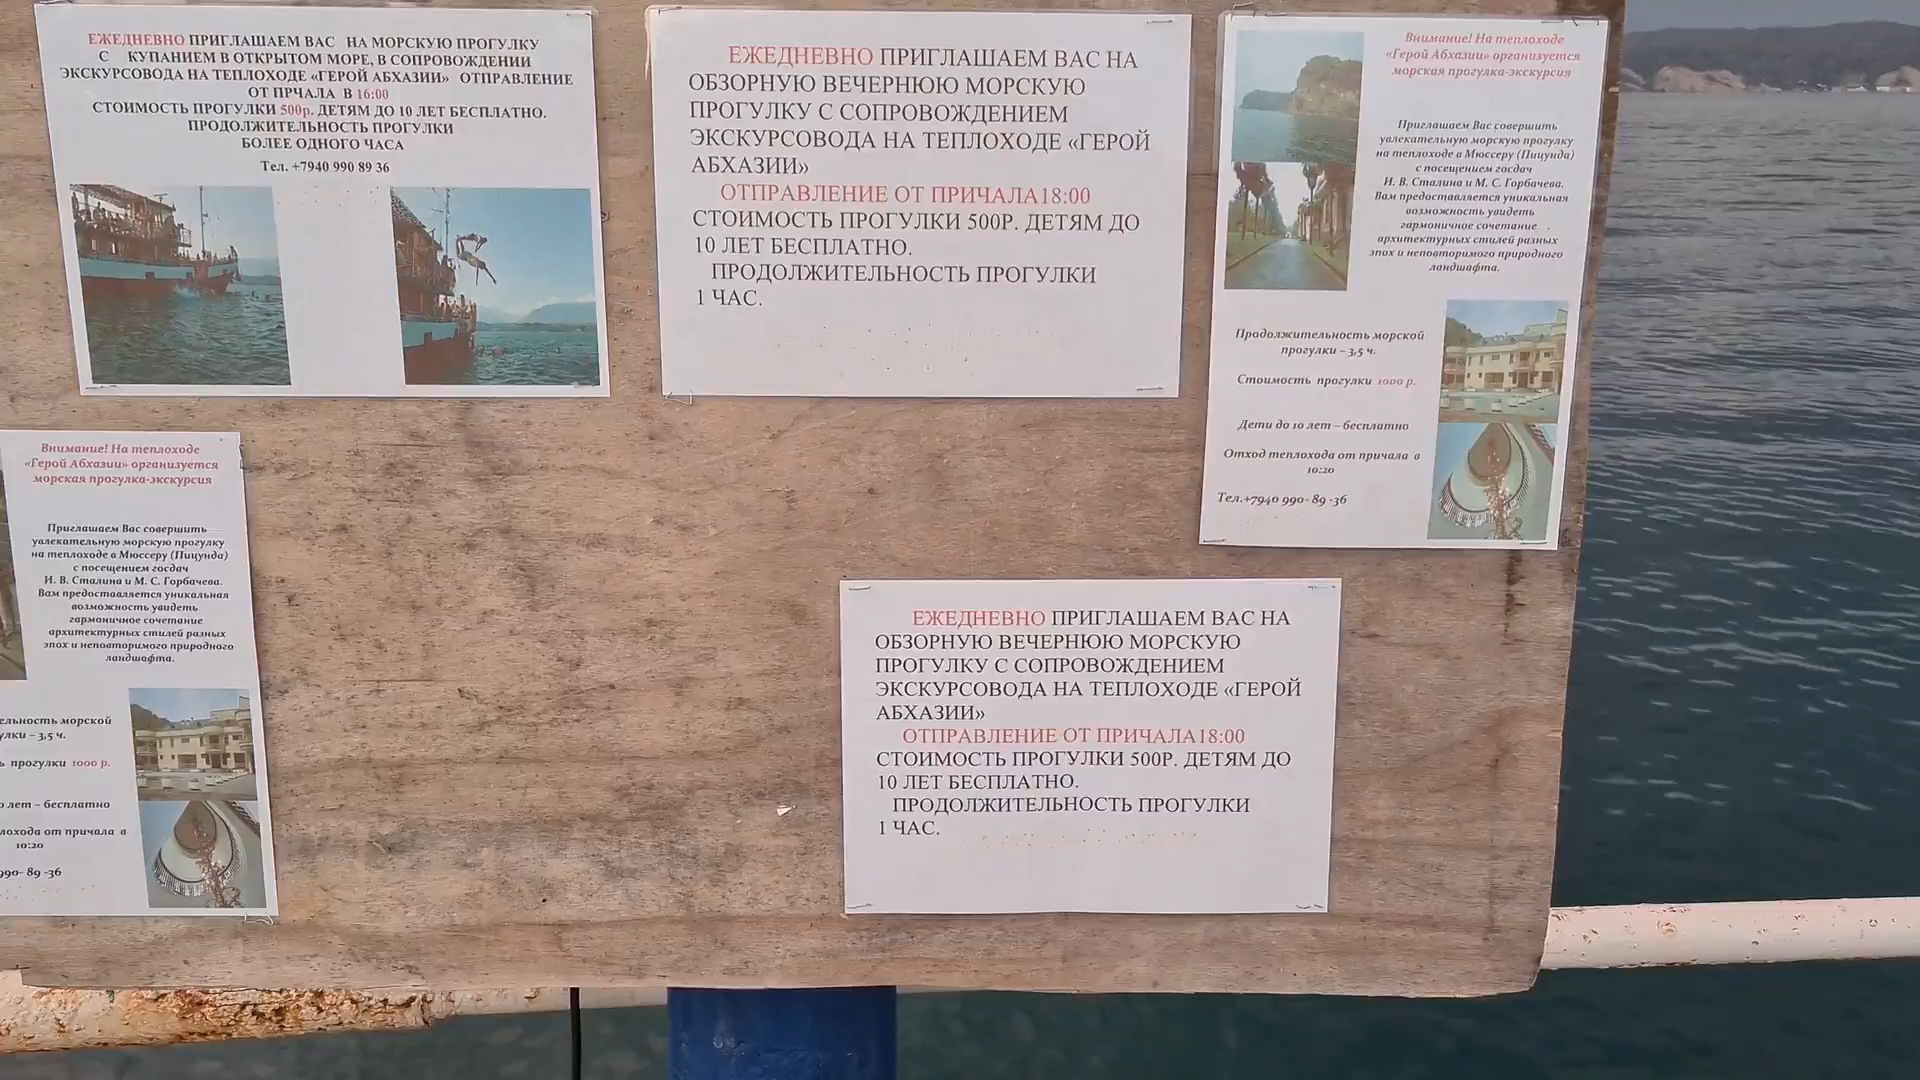 ЕЖЕДНЕВНО ПРИГЛАШАЕМ ВАС НА МОРСКУЮ ПРОГУЛКУ
С КУПАНИЕМ В ОТКРЫТОМ МОРЕ, В СОПРОВОЖДЕНИИ
ЭКСКУРСОВОДА НА ТЕПЛОХОДЕ «ГЕРОЙ АБХАЗИИ» ОТПРАВЛЕНИЕ
ОТ ПРЧАЛА В 16:00
СТОИМОСТЬ ПРОГУЛКИ 500р. ДЕТЯМ ДО 10 ЛЕТ БЕСПЛАТНО.
ПРОДОЛЖИТЕЛЬНОСТЬ ПРОГУЛКИ
БОЛЕЕ ОДНОГО ЧАСА
Тел. +7940 990 89 36
ЕЖЕДНЕВНО ПРИГЛАШАЕМ ВАС НА
ОБЗОРНУЮ ВЕЧЕРНЮЮ МОРСКУЮ
ПРОГУЛКУ С СОПРОВОЖДЕНИЕМ
ЭКСКУРСОВОДА НА ТЕПЛОХОДЕ «ГЕРОЙ
АБХАЗИИ»
ОТПРАВЛЕНИЕ ОТ ПРИЧАЛА18:00
СТОИМОСТЬ ПРОГУЛКИ 500Р. ДЕТЯМ ДО
10 ЛЕТ БЕСПЛАТНО.
ПРОДОЛЖИТЕЛЬНОСТЬ ПРОГУЛКИ
1 ЧАС.
Внимание! На теплоходе
«Герой Абхазии» организуется
морская прогулка-экскурсия
Приглашаем Вас совершить
увлекательную морскую прогулку
на теплоходе в Мюссеру (Пицунда)
с посещением госдач
И. В. Сталина и М. С. Горбачева.
Вам предоставляется уникальная
возможность увидеть
гармоничное сочетание
архитектурных стилей разных
эпох и неповторимого природного
ландшафта.
Продолжительность морской
прогулки – 3,5 ч.
Стоимость прогулки 1000 р.
Дети до 10 лет – бесплатно
Отход теплохода от причала в
10:20
Тел.+7940 990- 89 -36
Внимание! На теплоходе
«Герой Абхазии» организуется
морская прогулка-экскурсия
Приглашаем Вас совершить
увлекательную морскую прогулку
на теплоходе в Мюссеру (Пицунда)
с посещением госдач
И. В. Сталина и М. С. Горбачева.
Вам предоставляется уникальная
возможность увидеть
гармоничное сочетание
архитектурных стилей разных
эпох и неповторимого природного
ландшафта.
ельность морской
улки – 3,5 ч.
ь прогулки 1000 р.
о лет – бесплатно
лохода от причала в
10:20
990- 89 -36
ЕЖЕДНЕВНО ПРИГЛАШАЕМ ВАС НА
ОБЗОРНУЮ ВЕЧЕРНЮЮ МОРСКУЮ
ПРОГУЛКУ С СОПРОВОЖДЕНИЕМ
ЭКСКУРСОВОДА НА ТЕПЛОХОДЕ «ГЕРОЙ
АБХАЗИИ»
ОТПРАВЛЕНИЕ ОТ ПРИЧАЛА18:00
СТОИМОСТЬ ПРОГУЛКИ 500Р. ДЕТЯМ ДО
10 ЛЕТ БЕСПЛАТНО.
ПРОДОЛЖИТЕЛЬНОСТЬ ПРОГУЛКИ
1 ЧАС.